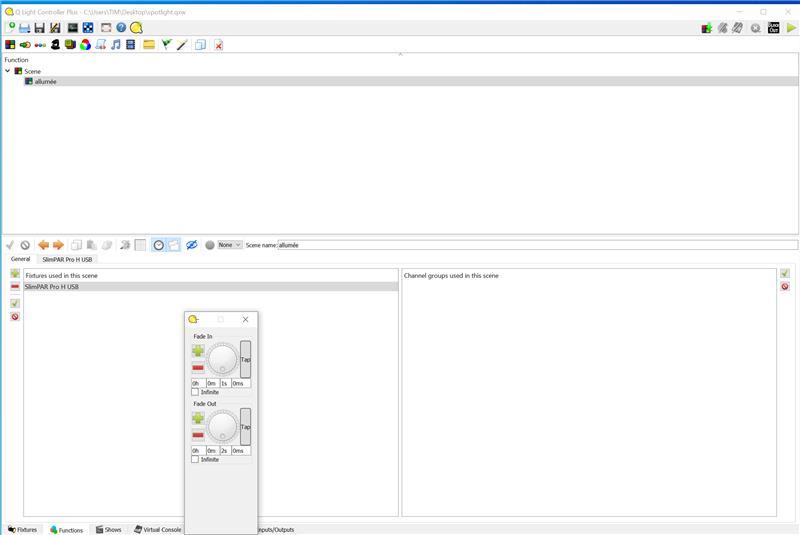 Q Light Controller Plus - C:\Users\TIM\Desktop\spotlight.qxw
Function
Scene
allumée
None
Scene name:
allumée
General
SlimPAR Pro H USB
Fixtures used in this scene
Channel groups used in this scene
SlimPAR Pro H USB
Fade In
Tap
0h 0m 1s 0ms
Infinite
Fade Out
Tap
0h 0m 2s 0ms
Infinite
Fixtures
Functions
Shows
Virtual Console
Inputs/Outputs